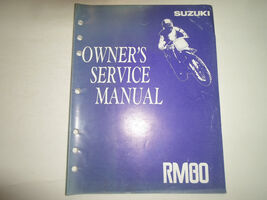 SUZUKI
OWNER'S
SERVICE
MANUAL
RM80